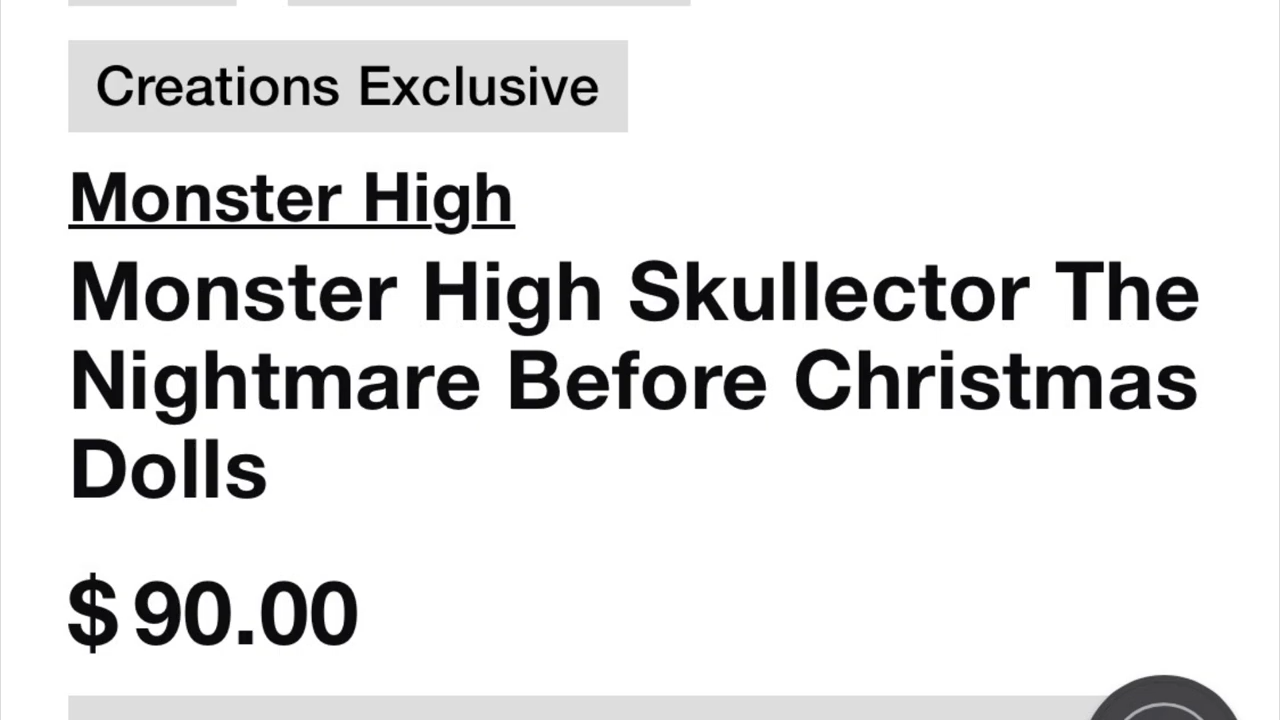 Creations Exclusive
Monster High
Monster High Skullector The
Nightmare Before Christmas
Dolls
$90.00